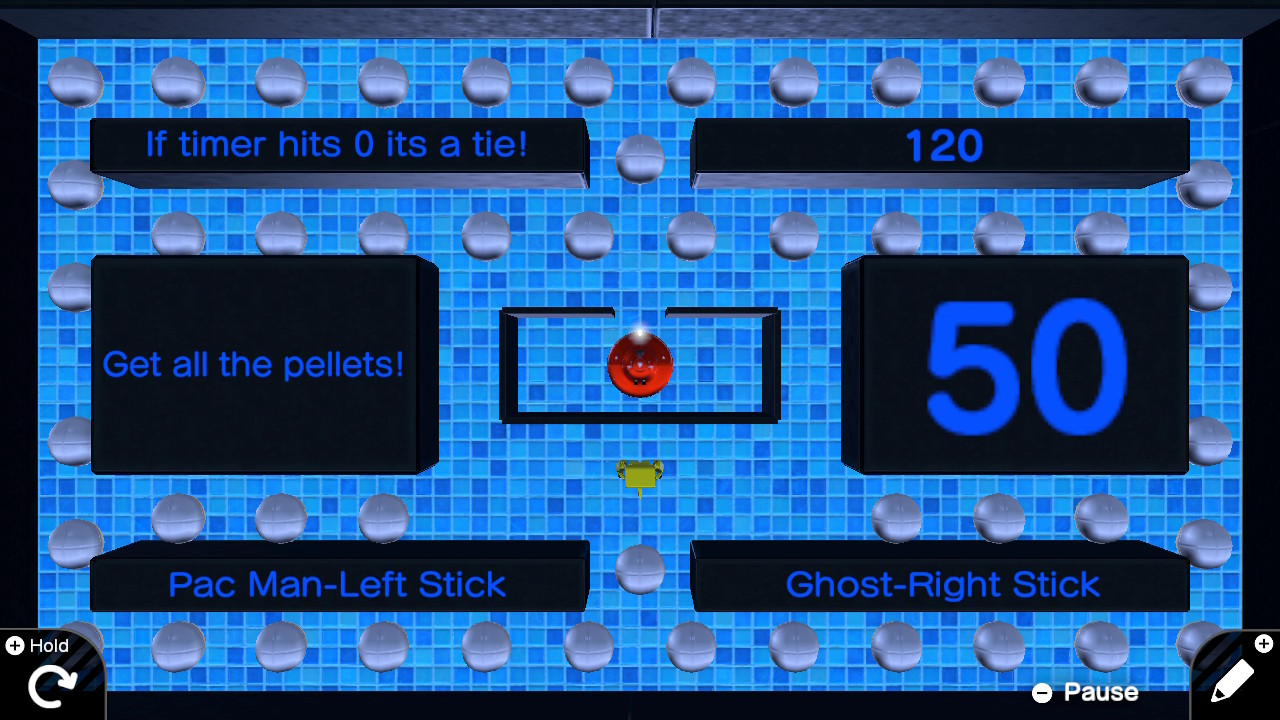 If timer hits 0 its a tie!
120
Get all the pellets!
50
Pac Man-Left Stick
Ghost-Right Stick
Hold
Pause